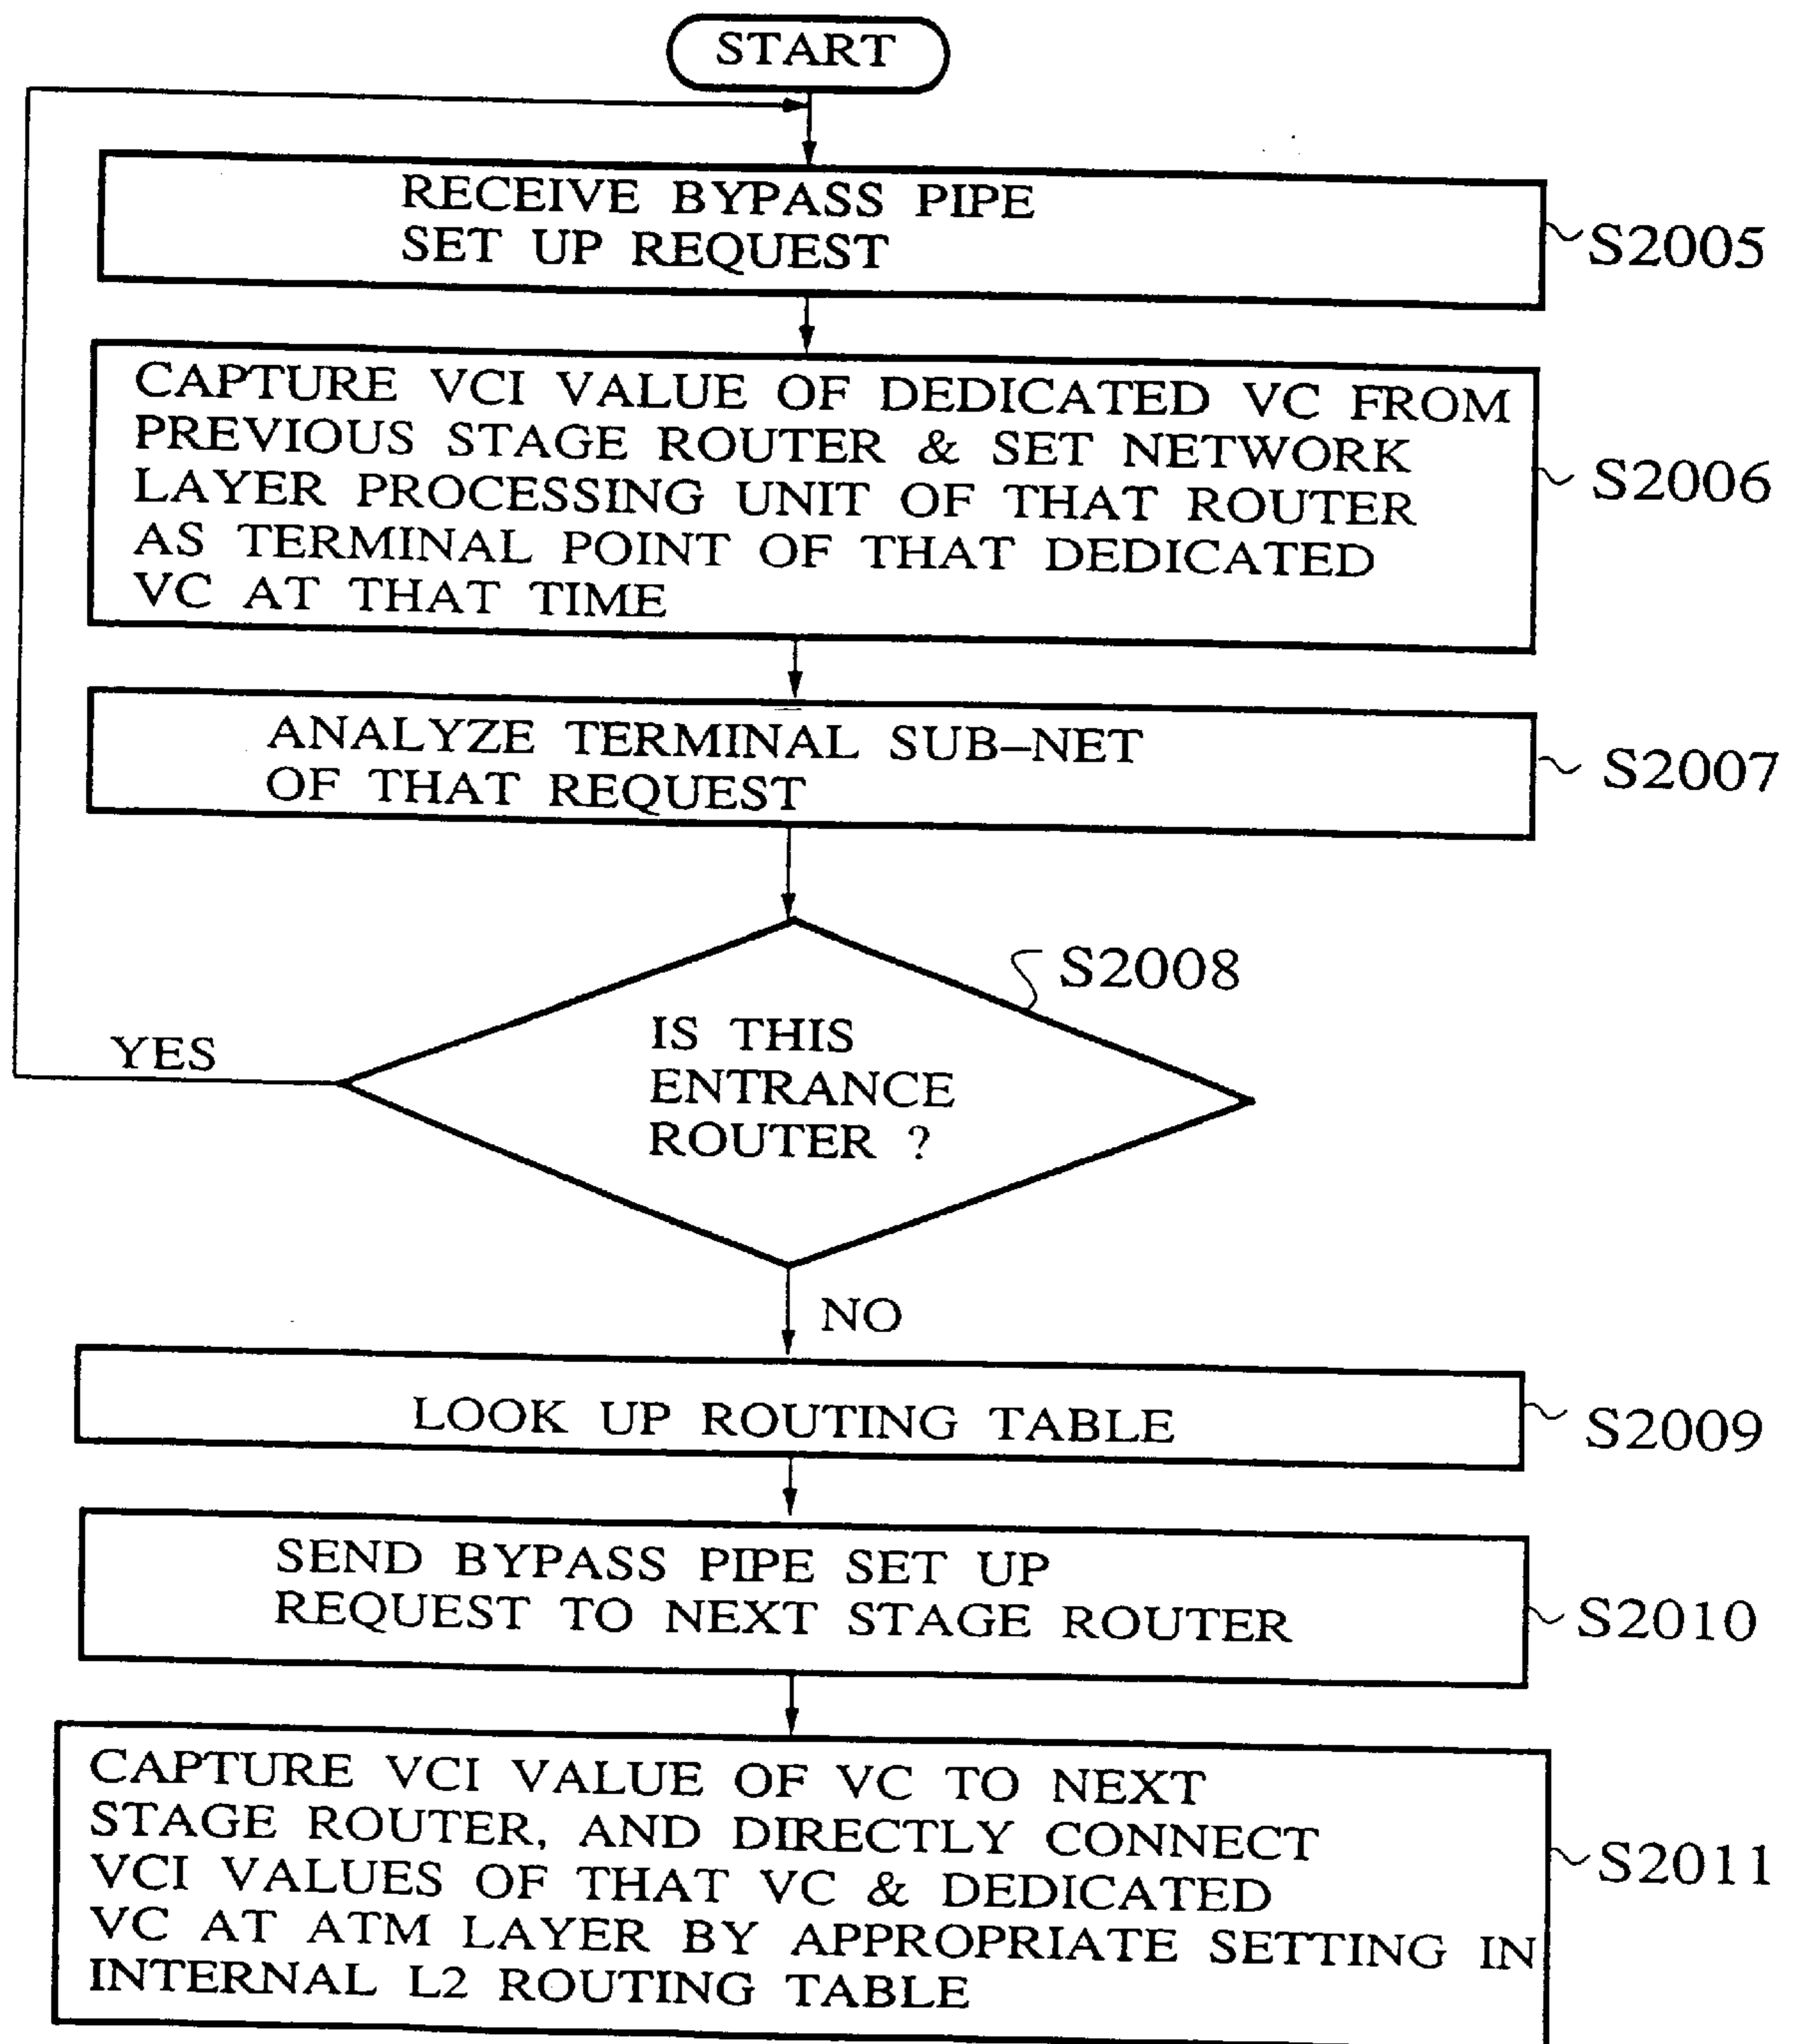 START
RECEIVE BYPASS PIPE
SET UP REQUEST
S2005
CAPTURE VCI VALUE OF DEDICATED VC FROM
PREVIOUS STAGE ROUTER & SET NETWORK
LAYER PROCESSING UNIT OF THAT ROUTER
AS TERMINAL POINT OF THAT DEDICATED
VC AT THAT TIME
S2006
ANALYZE TERMINAL SUB-NET
OF THAT REQUEST
S2007
S2008
IS THIS
ENTRANCE
ROUTER ?
YES
NO
LOOK UP ROUTING TABLE
S2009
SEND BYPASS PIPE SET UP
REQUEST TO NEXT STAGE ROUTER
S2010
CAPTURE VCI VALUE OF VC TO NEXT
STAGE ROUTER, AND DIRECTLY CONNECT
VCI VALUES OF THAT VC & DEDICATED
VC AT ATM LAYER BY APPROPRIATE SETTING IN
INTERNAL L2 ROUTING TABLE
S2011